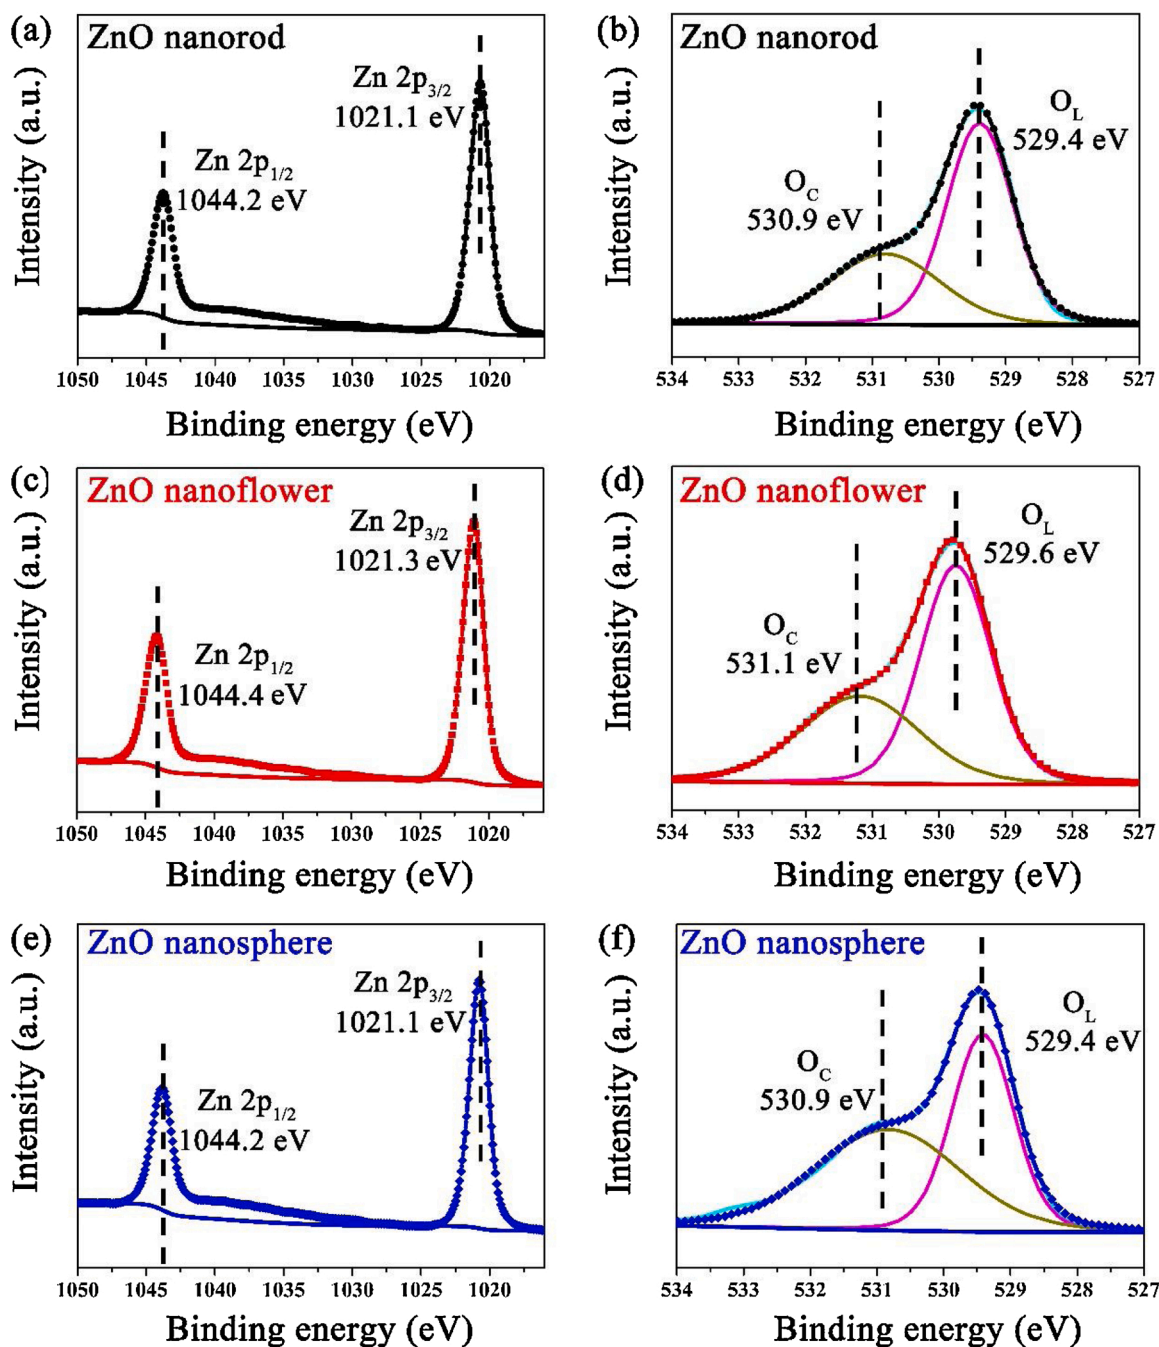 (a)
ZnO nanorod
Zn 2p3/2
1021.1 eV
Zn 2p1/2
1044.2 eV
Intensity (a.u.)
1050 1045 1040 1035 1030 1025 1020
Binding energy (eV)
(b)
ZnO nanorod
OL
529.4 eV
OC
530.9 eV
Intensity (a.u.)
534 533 532 531 530 529 528 527
Binding energy (eV)
(c)
ZnO nanoflower
Zn 2p3/2
1021.3 eV
Zn 2p1/2
1044.4 eV
Intensity (a.u.)
1050 1045 1040 1035 1030 1025 1020
Binding energy (eV)
(d)
ZnO nanoflower
OL
529.6 eV
OC
531.1 eV
Intensity (a.u.)
534 533 532 531 530 529 528 527
Binding energy (eV)
(e)
ZnO nanosphere
Zn 2p3/2
1021.1 eV
Zn 2p1/2
1044.2 eV
Intensity (a.u.)
1050 1045 1040 1035 1030 1025 1020
Binding energy (eV)
(f)
ZnO nanosphere
OL
529.4 eV
OC
530.9 eV
Intensity (a.u.)
534 533 532 531 530 529 528 527
Binding energy (eV)